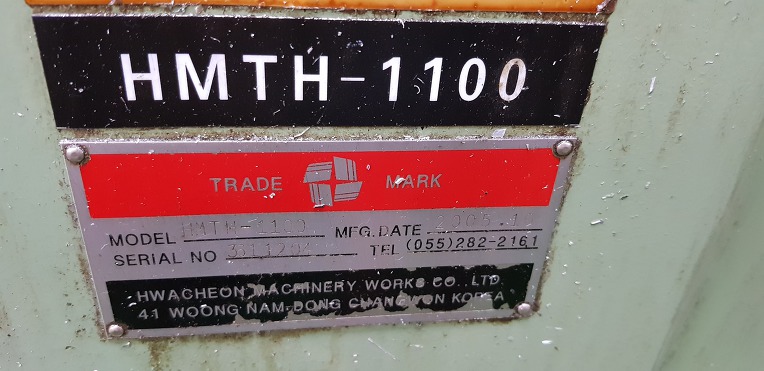 HMTH-1100
TRADE MARK
MODEL HMTH-1100 MFG.DATE
SERIAL NO TEL (055)282-2161
HWACHEON MACHINERY WORKS CO., LTD.
41 WOONG NAM-DONG CHANGWON KOREA